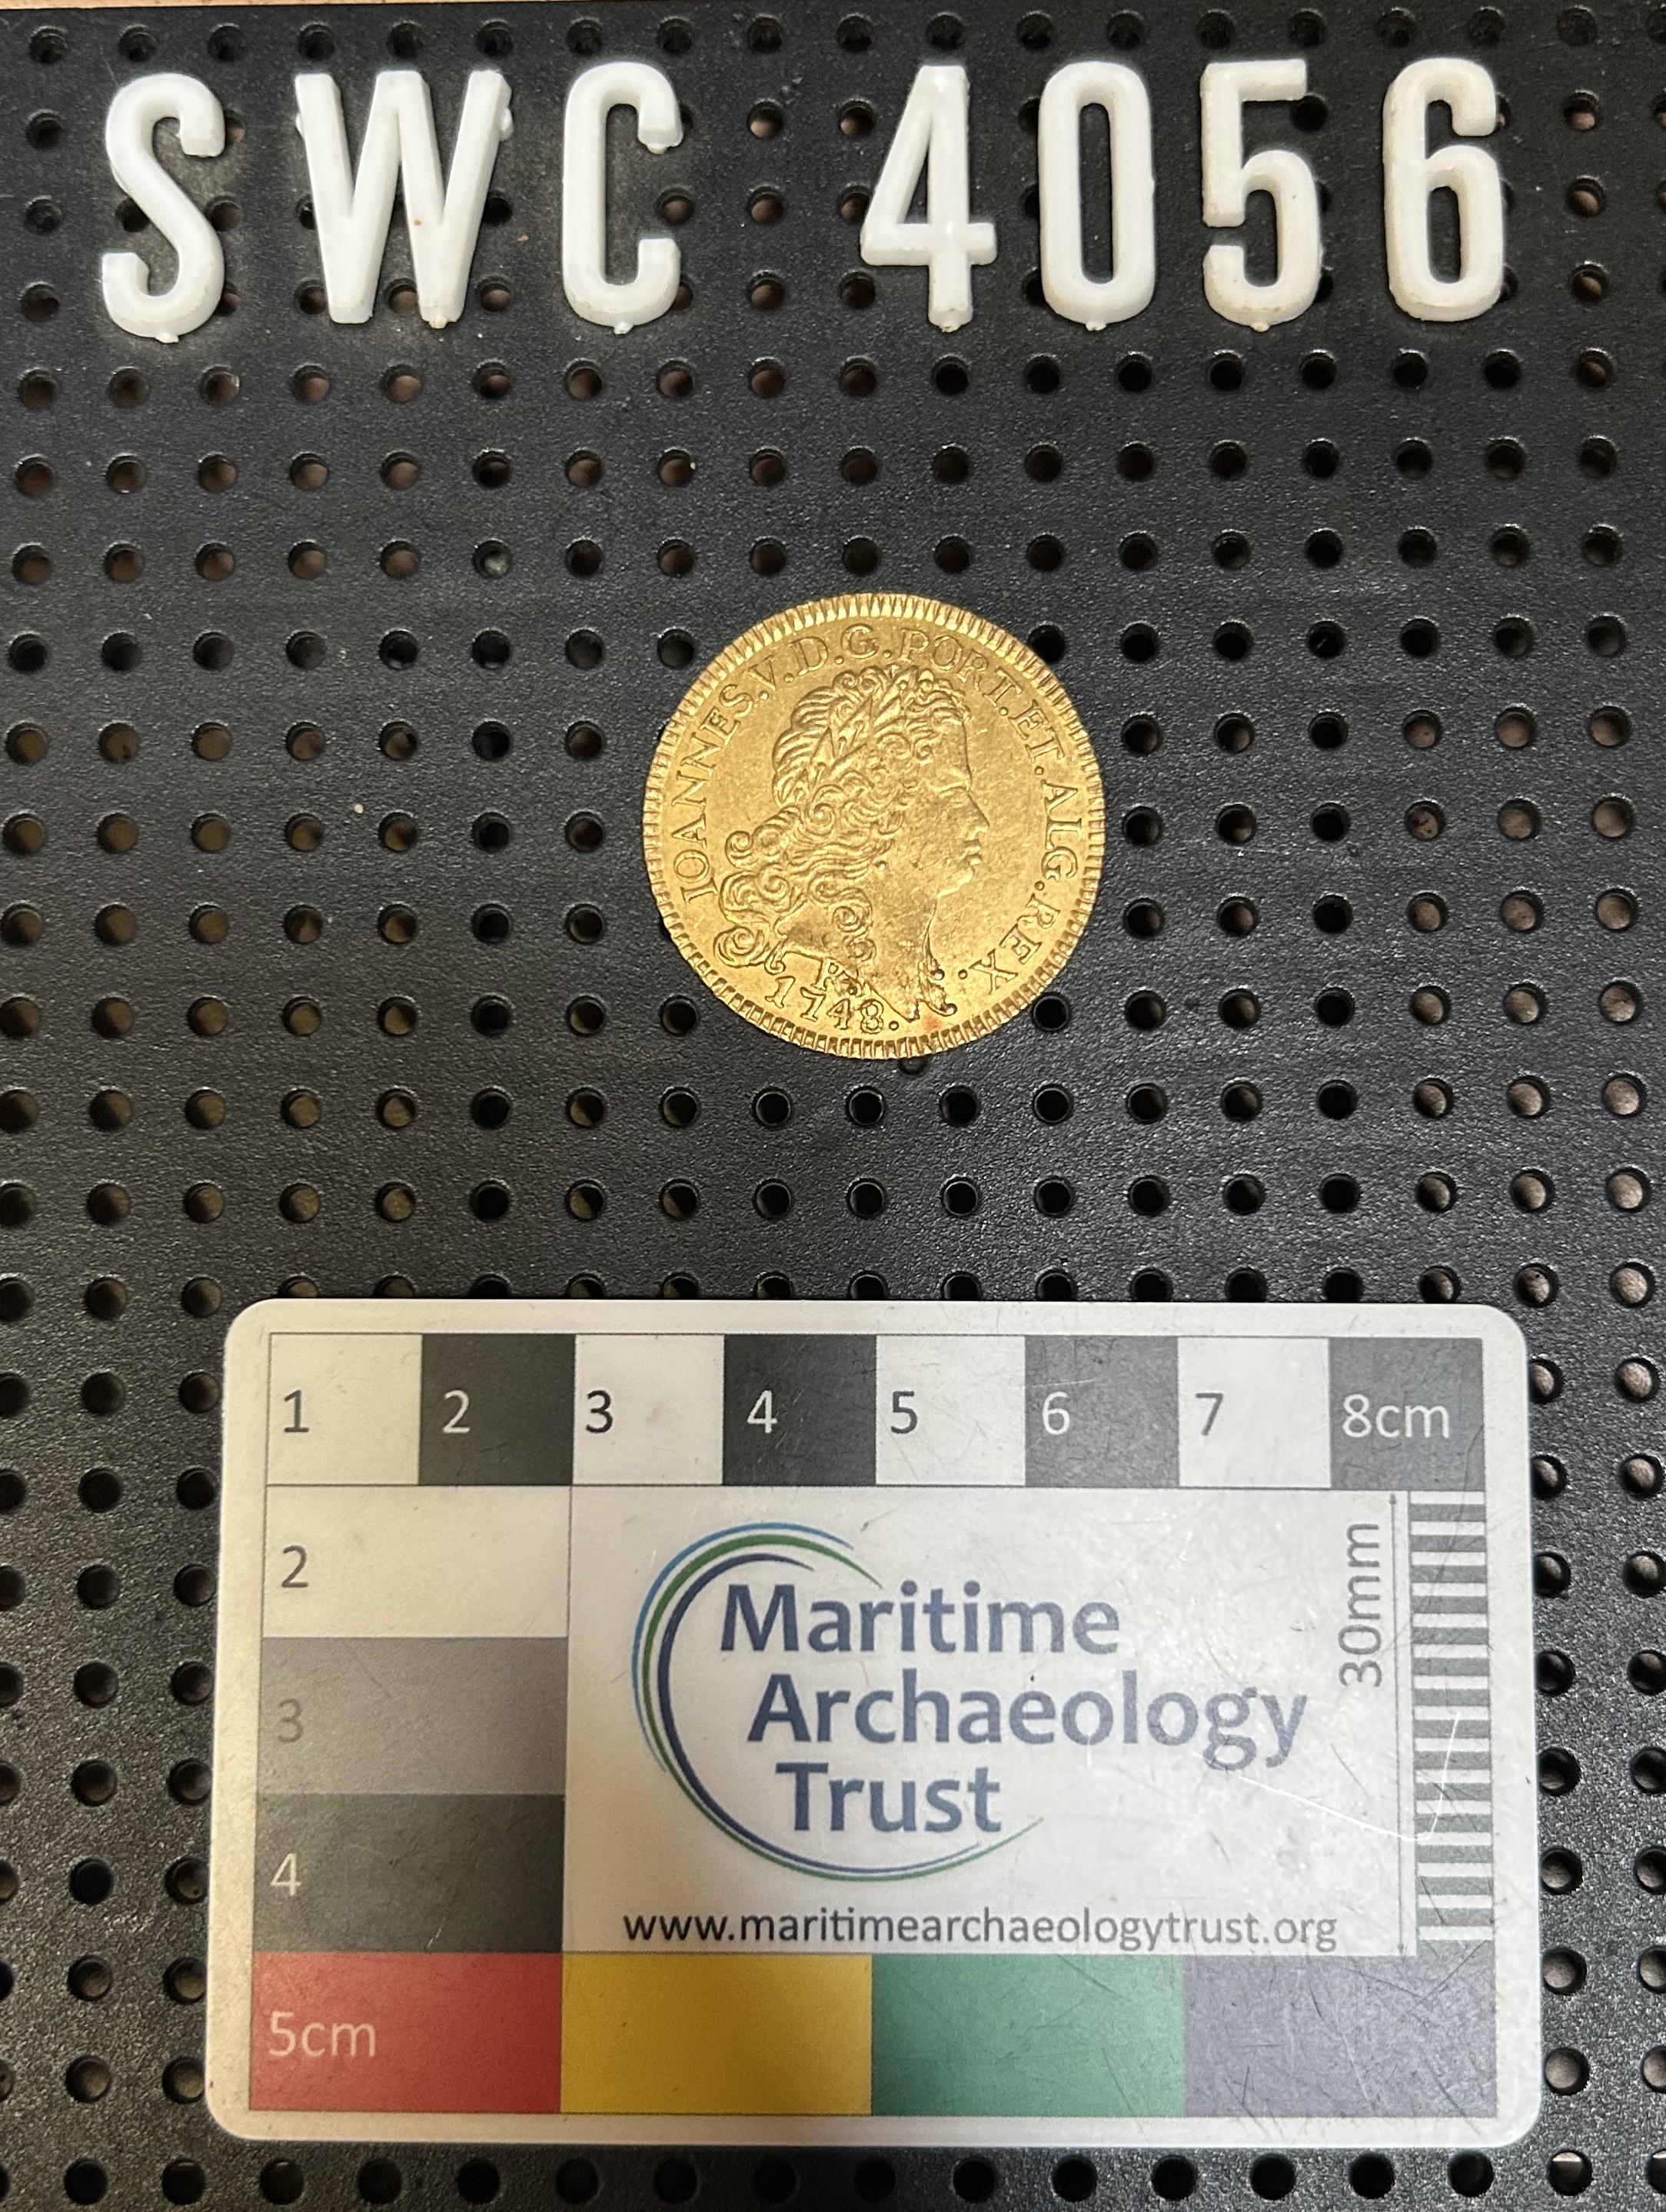 SWC 4056
IOANNES.V.D.G.PORT.ET.ALG.REX.
R
1748.
1 2 3 4 5 6 7 8cm
2
3
4
5cm
30mm
Maritime
Archaeology
Trust
www.maritimearchaeologytrust.org